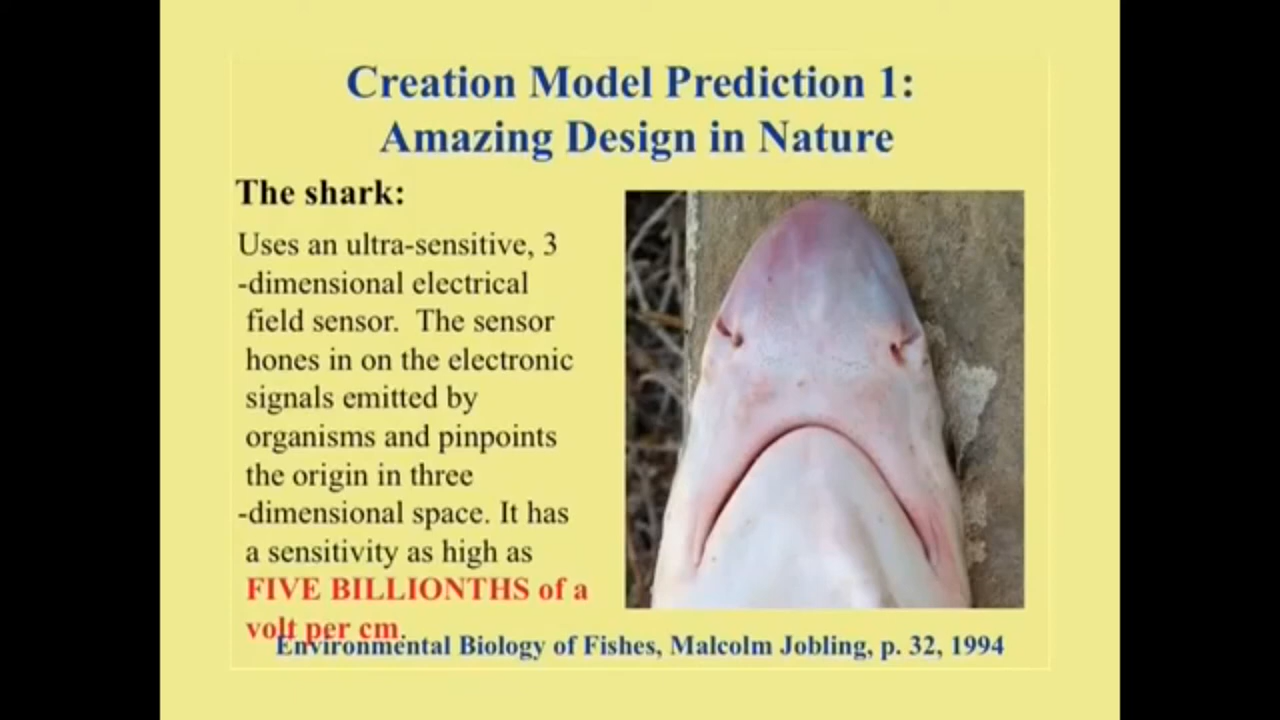 Creation Model Prediction 1:
Amazing Design in Nature
The shark:
Uses an ultra-sensitive, 3
-dimensional electrical
field sensor. The sensor
hones in on the electronic
signals emitted by
organisms and pinpoints
the origin in three
-dimensional space. It has
a sensitivity as high as
FIVE BILLIONTHS of a
volt per cm.
Environmental Biology of Fishes, Malcolm Jobling, p. 32, 1994